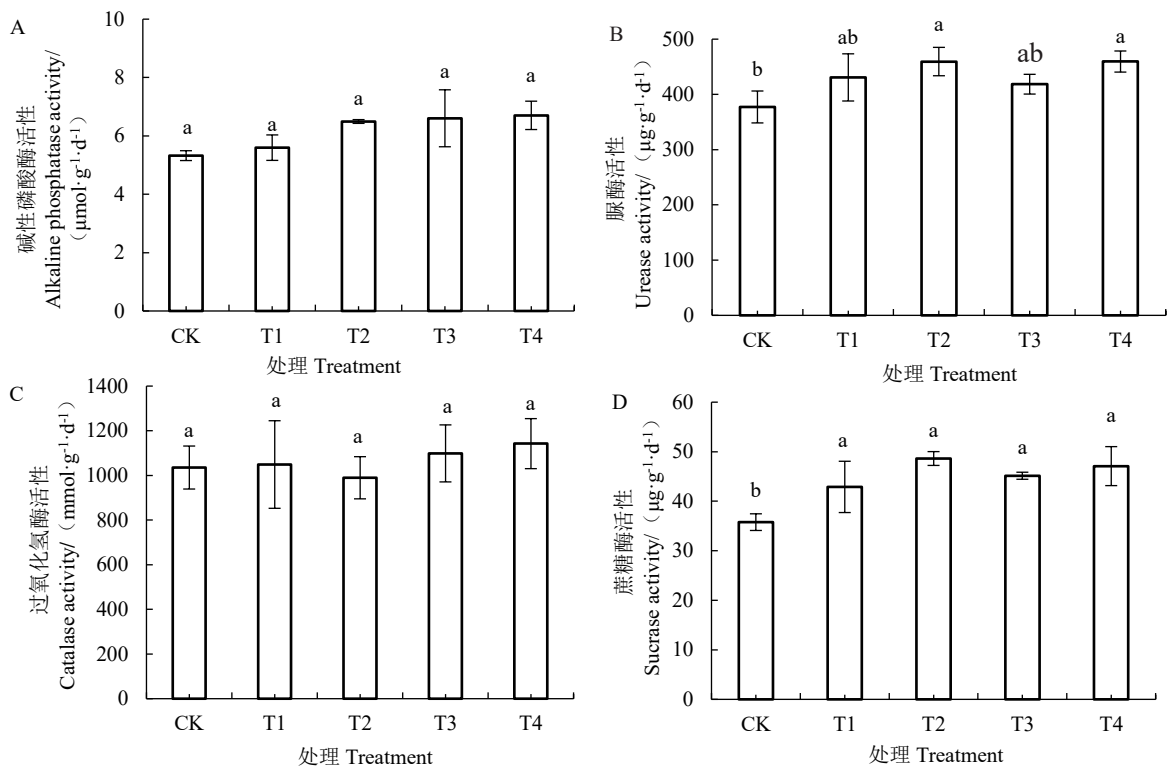 A
碱性磷酸酶活性
Alkaline phosphatase activity/
（μmol·g⁻¹·d⁻¹）
10
8
6
4
2
0
a
a
a
a
a
CK
T1
T2
T3
T4
处理 Treatment
B
脲酶活性
Urease activity/（μg·g⁻¹·d⁻¹）
500
400
300
200
100
0
b
ab
a
ab
a
CK
T1
T2
T3
T4
处理 Treatment
C
过氧化氢酶活性
Catalase activity/（mmol·g⁻¹·d⁻¹）
1400
1200
1000
800
600
400
200
0
a
a
a
a
a
CK
T1
T2
T3
T4
处理 Treatment
D
蔗糖酶活性
Sucrase activity/（μg·g⁻¹·d⁻¹）
60
50
40
30
20
10
0
b
a
a
a
a
CK
T1
T2
T3
T4
处理 Treatment